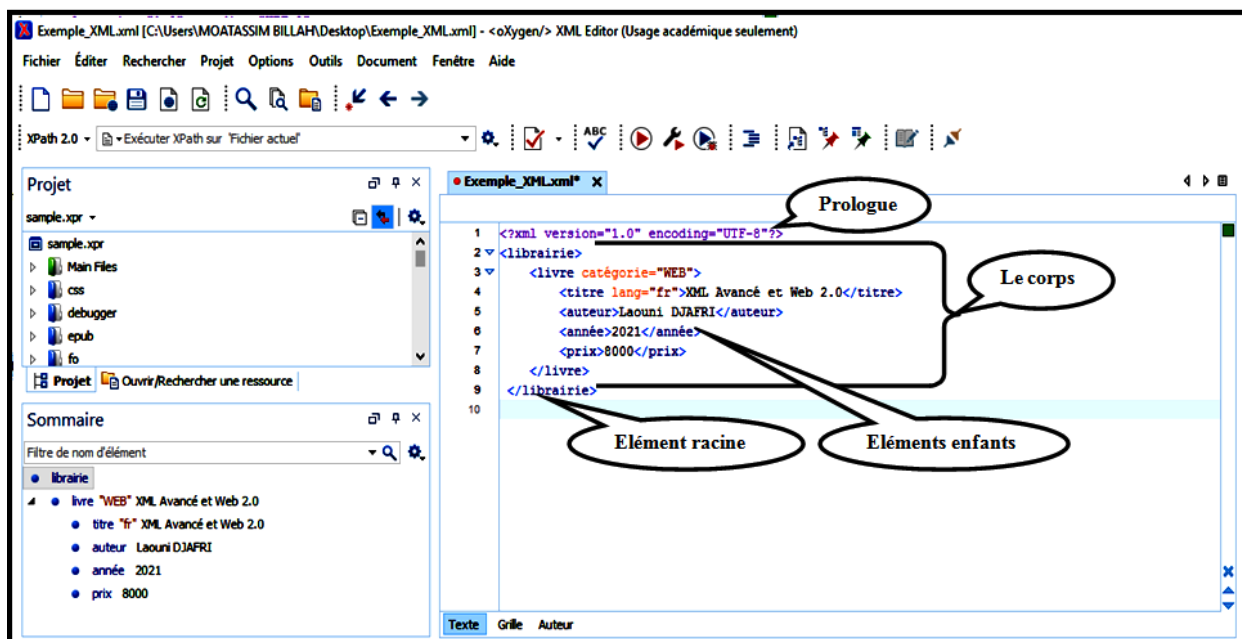 Exemple_XML.xml [C:\Users\MOATASSIM BILLAH\Desktop\Exemple_XML.xml] - <oXygen/> XML Editor (Usage académique seulement)
Fichier Éditer Rechercher Projet Options Outils Document Fenêtre Aide
XPath 2.0 Exécuter XPath sur 'Fichier actuel'
ABC
Projet
sample.xpr
sample.xpr
Main Files
css
debugger
epub
fo
Projet Ouvrir/Rechercher une ressource
Sommaire
Filtre de nom d'élément
librairie
livre "WEB" XML Avancé et Web 2.0
titre "fr" XML Avancé et Web 2.0
auteur Laouni DJAFRI
année 2021
prix 8000
Exemple_XML.xml*
Prologue
1 <?xml version="1.0" encoding="UTF-8"?>
2 <librairie>
3 <livre catégorie="WEB">
Le corps
4 <titre lang="fr">XML Avancé et Web 2.0</titre>
5 <auteur>Laouni DJAFRI</auteur>
6 <année>2021</année>
7 <prix>8000</prix>
8 </livre>
9 </librairie>
10
Elément racine
Eléments enfants
Texte Grille Auteur